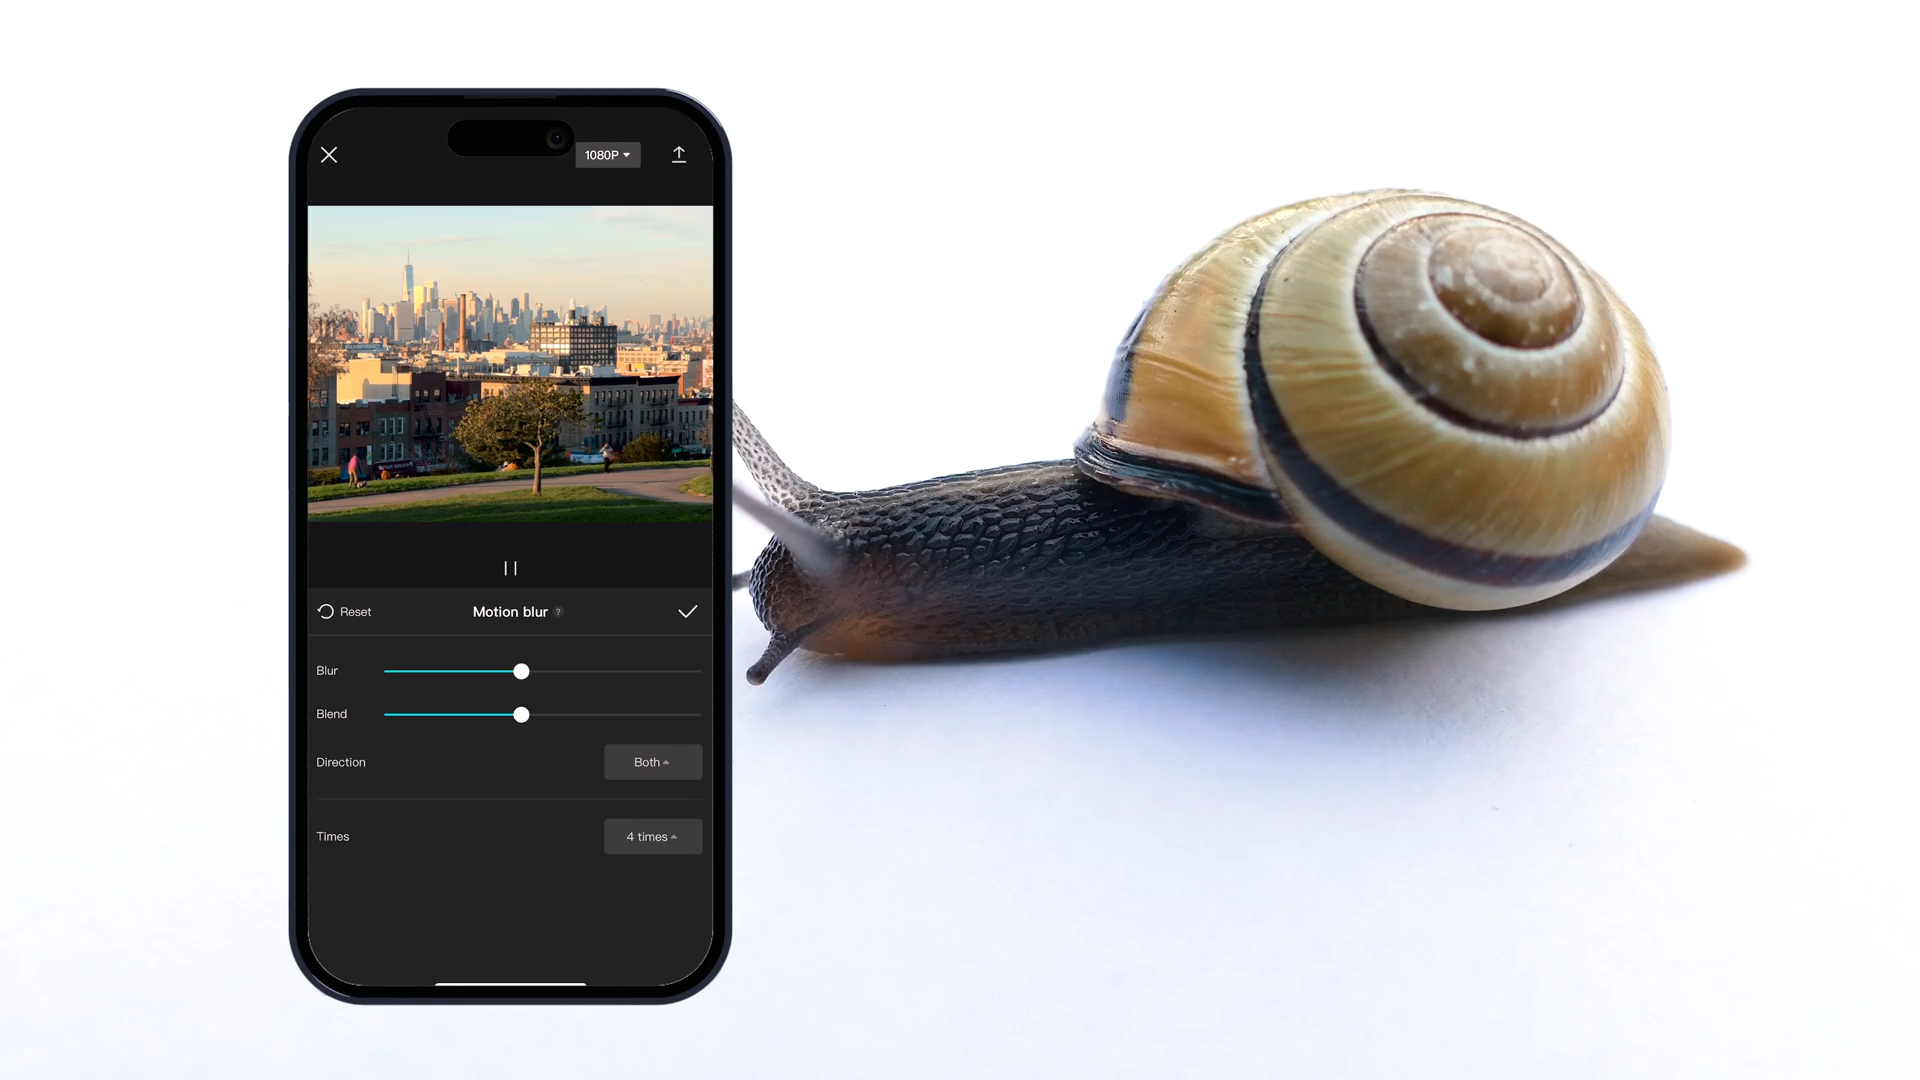 1080P
Reset
Motion blur ?
Blur
Blend
Direction
Both
Times
4 times